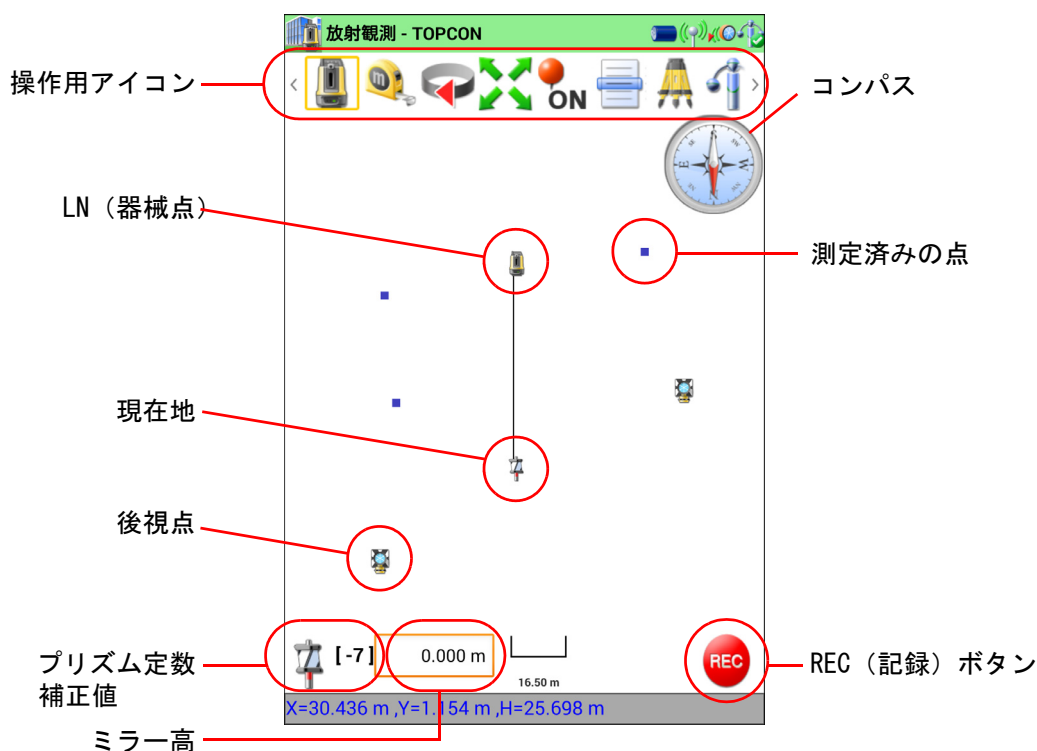 放射観測 - TOPCON
操作用アイコン
ON
コンパス
LN（器械点）
測定済みの点
現在地
後視点
プリズム定数
補正値
[ -7 ]
0.000 m
16.50 m
REC
REC（記録）ボタン
X=30.436 m ,Y=1.154 m ,H=25.698 m
ミラー高